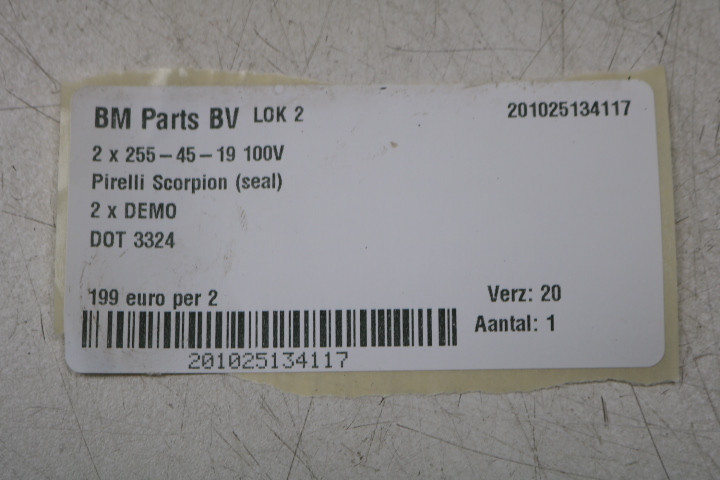 BM Parts BV LOK 2 201025134117
2 x 255-45-19 100V
Pirelli Scorpion (seal)
2 x DEMO
DOT 3324
199 euro per 2 Verz: 20
Aantal: 1
201025134117